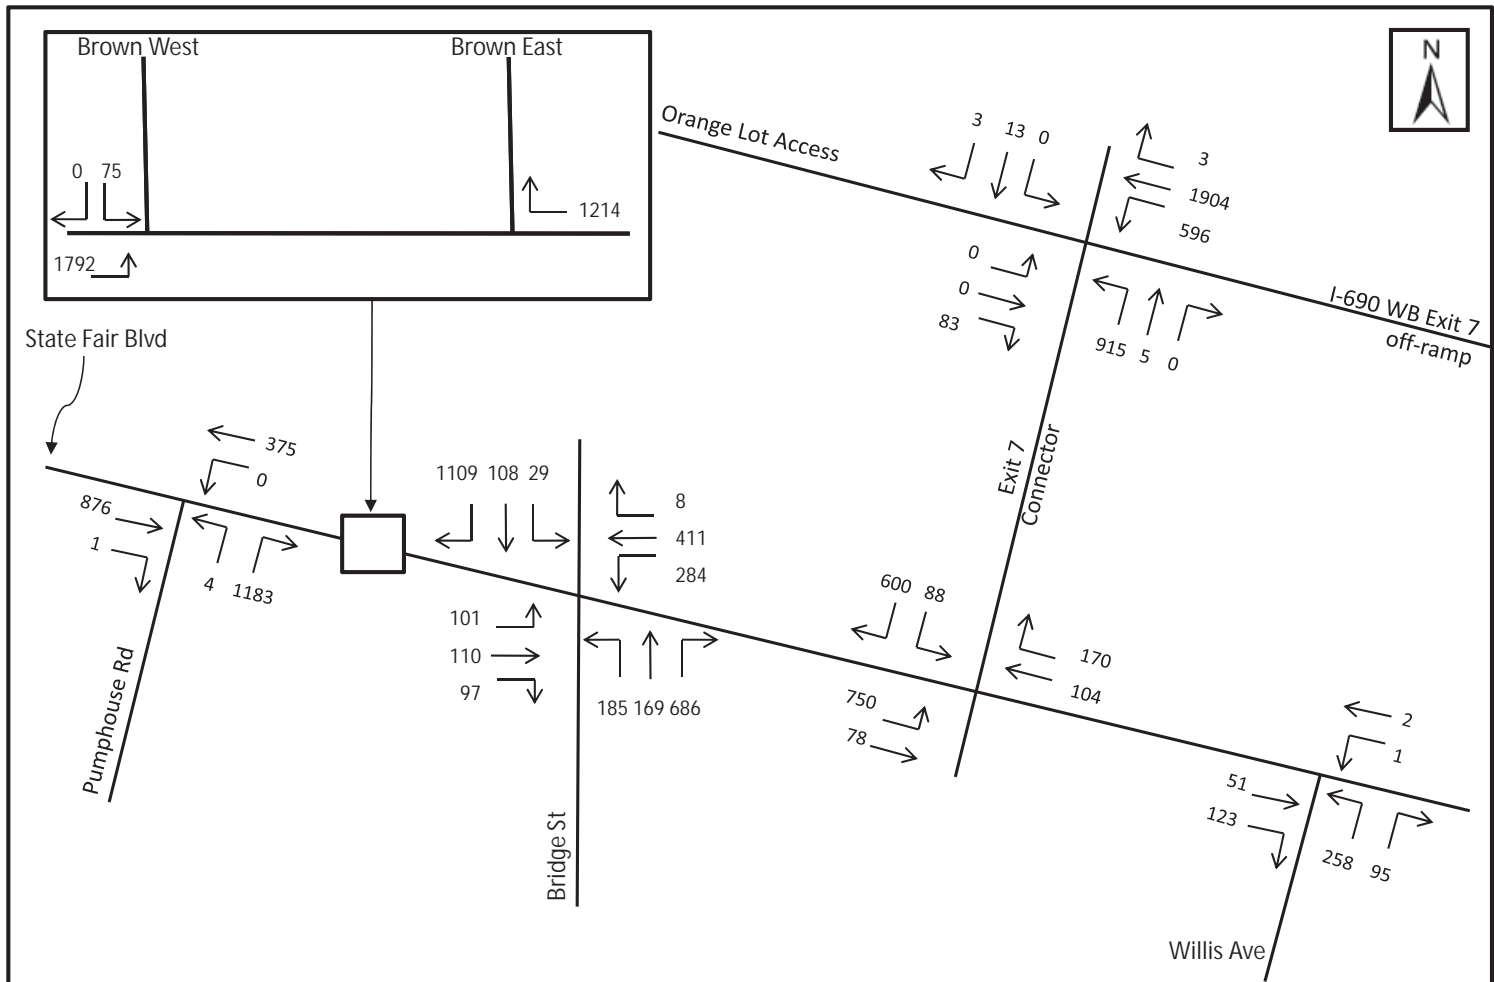 Brown West
Brown East
N
0 75
1214
1792
Orange Lot Access
3 13 0
3
1904
596
0
0
83
915 5 0
I-690 WB Exit 7
off-ramp
State Fair Blvd
375
0
876
1
4 1183
Pumphouse Rd
1109 108 29
8
411
284
101
110
97
185 169 686
Bridge St
Exit 7
Connector
600 88
170
104
750
78
2
1
51
123
258 95
Willis Ave